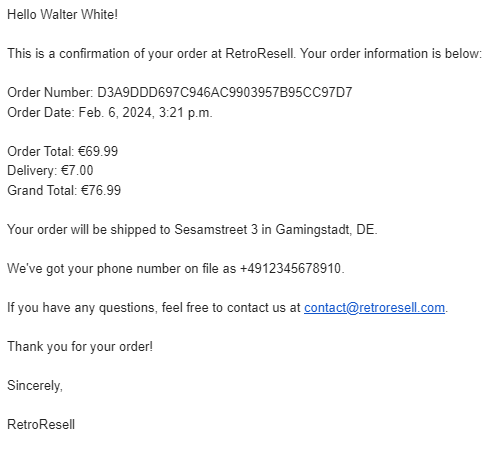 Hello Walter White!
This is a confirmation of your order at RetroResell. Your order information is below:
Order Number: D3A9DDD697C946AC9903957B95CC97D7
Order Date: Feb. 6, 2024, 3:21 p.m.
Order Total: €69.99
Delivery: €7.00
Grand Total: €76.99
Your order will be shipped to Sesamstreet 3 in Gamingstadt, DE.
We've got your phone number on file as +4912345678910.
If you have any questions, feel free to contact us at contact@retroresell.com.
Thank you for your order!
Sincerely,
RetroResell